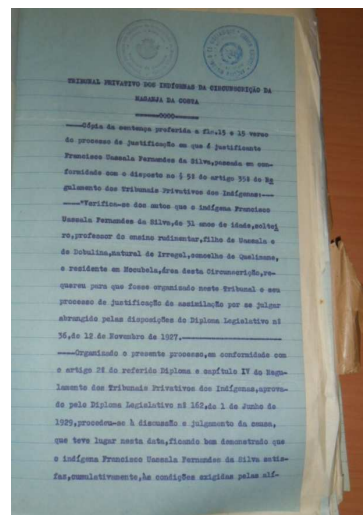 TRIBUNAL PRIVATIVO DOS INDÍGENAS DA CIRCUNSCRIÇÃO DA
MAGANJA DA COSTA
----Cópia da sentença proferida a fls.15 e 15 verso
do processo de justificação em que é justificante
Francisco Uassala Fernandes da Silva,passada em con-
formidade com o disposto no § 5º do artigo 35º do Re
gulamento dos Tribunais Privativos dos Indígenas:---
----"Verifica-se dos autos que o indígena Francisco
Uassala Fernandes da Silva,de 31 anos de idade,soltei
ro,professor do ensino rudimentar,filho de Uassala e
de Dobulina,natural de Irregal,concelho de Quelimane,
e residente em Mocubela,área desta Circunscrição,re-
quereu para que fosse organizado neste Tribunal o seu
processo de justificação da assimilação por se julgar
abrangido pelas disposições do Diploma Legislativo nº
36,de 12 de Novembro de 1927.
----Organizado o presente processo,em conformidade com
o artigo 2º do referido Diploma e capítulo IV do Regu-
lamento dos Tribunais Privativos dos Indígenas,aprova-
do pelo Diploma Legislativo nº 162,de 1 de Junho de
1929,procedeu-se à discussão e julgamento da causa,
que teve lugar nesta data,ficando bem demonstrado que
o indígena Francisco Uassala Fernandes da Silva satis-
faz,cumulativamente,às condições exigidas pelas alí-